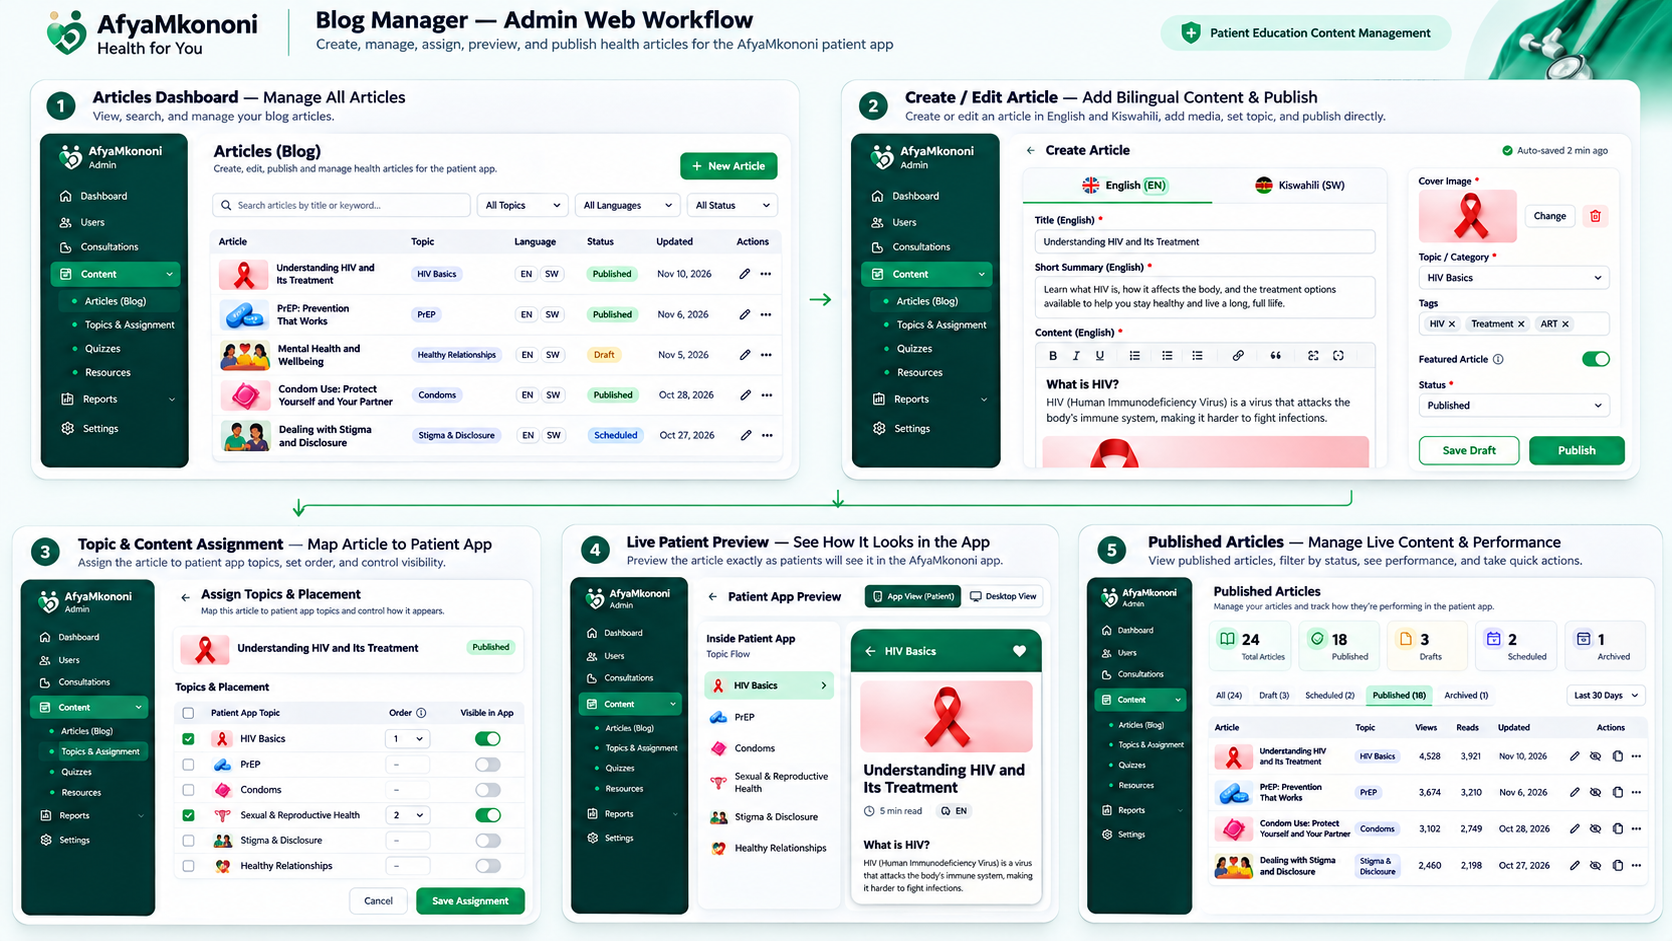 AfyaMkononi
Health for You
Blog Manager — Admin Web Workflow
Create, manage, assign, preview, and publish health articles for the AfyaMkononi patient app
Patient Education Content Management
1
Articles Dashboard — Manage All Articles
View, search, and manage your blog articles.
AfyaMkononi
Admin
Dashboard
Users
Consultations
Content
Articles (Blog)
Topics & Assignment
Quizzes
Resources
Reports
Settings
Articles (Blog)
Create, edit, publish and manage health articles for the patient app.
+ New Article
Search articles by title or keyword...
All Topics
All Languages
All Status
Article Topic Language Status Updated Actions
Understanding HIV and
Its Treatment
HIV Basics EN SW Published Nov 10, 2026
PrEP: Prevention
That Works
PrEP EN SW Published Nov 6, 2026
Mental Health and
Wellbeing
Healthy Relationships EN SW Draft Nov 5, 2026
Condom Use: Protect
Yourself and Your Partner
Condoms EN SW Published Oct 28, 2026
Dealing with Stigma
and Disclosure
Stigma & Disclosure EN SW Scheduled Oct 27, 2026
2
Create / Edit Article — Add Bilingual Content & Publish
Create or edit an article in English and Kiswahili, add media, set topic, and publish directly.
AfyaMkononi
Admin
Dashboard
Users
Consultations
Content
Articles (Blog)
Topics & Assignment
Quizzes
Resources
Reports
Settings
Create Article
Auto-saved 2 min ago
English (EN)
Kiswahili (SW)
Title (English) *
Understanding HIV and Its Treatment
Short Summary (English) *
Learn what HIV is, how it affects the body, and the treatment options
available to help you stay healthy and live a long, full llife.
Content (English) *
B I U
What is HIV?
HIV (Human Immunodeficiency Virus) is a virus that attacks the
body's immune system, making it harder to fight infections.
Cover Image *
Change
Topic / Category *
HIV Basics
Tags
HIV × Treatment × ART ×
Featured Article
Status *
Published
Save Draft
Publish
3
Topic & Content Assignment — Map Article to Patient App
Assign the article to patient app topics, set order, and control visibility.
AfyaMkononi
Admin
Dashboard
Users
Consultations
Content
Articles (Blog)
Topics & Assignment
Quizzes
Resources
Reports
Settings
Assign Topics & Placement
Map this article to patient app topics and control how it appears.
Understanding HIV and Its Treatment
Published
Topics & Placement
Patient App Topic Order Visible in App
HIV Basics 1
PrEP –
Condoms –
Sexual & Reproductive Health 2
Stigma & Disclosure –
Healthy Relationships –
Cancel
Save Assignment
4
Live Patient Preview — See How It Looks in the App
Preview the article exactly as patients will see it in the AfyaMkononi app.
AfyaMkononi
Admin
Dashboard
Users
Consultations
Content
Articles (Blog)
Topics & Assignment
Quizzes
Resources
Reports
Settings
Patient App Preview
App View (Patient)
Desktop View
Inside Patient App
Topic Flow
HIV Basics
PrEP
Condoms
Sexual & Reproductive
Health
Stigma & Disclosure
Healthy Relationships
HIV Basics
Understanding HIV and
Its Treatment
5 min read
EN
What is HIV?
HIV (Human Immunodeficiency Virus) is a virus
that attacks the body's immune system, making
it harder to fight infections.
5
Published Articles — Manage Live Content & Performance
View published articles, filter by status, see performance, and take quick actions.
AfyaMkononi
Admin
Dashboard
Users
Consultations
Content
Articles (Blog)
Topics & Assignment
Quizzes
Resources
Reports
Settings
Published Articles
Manage your articles and track how they're performing in the patient app.
24
Total Articles
18
Published
3
Drafts
2
Scheduled
1
Archived
All (24) Draft (3) Scheduled (2) Published (18) Archived (1)
Last 30 Days
Article Topic Views Reads Updated Actions
Understanding HIV
and Its Treatment
HIV Basics 4,528 3,921 Nov 10, 2026
PrEP: Prevention
That Works
PrEP 3,674 3,210 Nov 6, 2026
Condom Use: Protect
Yourself and Your Partner
Condoms 3,102 2,749 Oct 28, 2026
Dealing with Stigma
and Disclosure
Stigma &
Disclosure
2,460 2,198 Oct 27, 2026